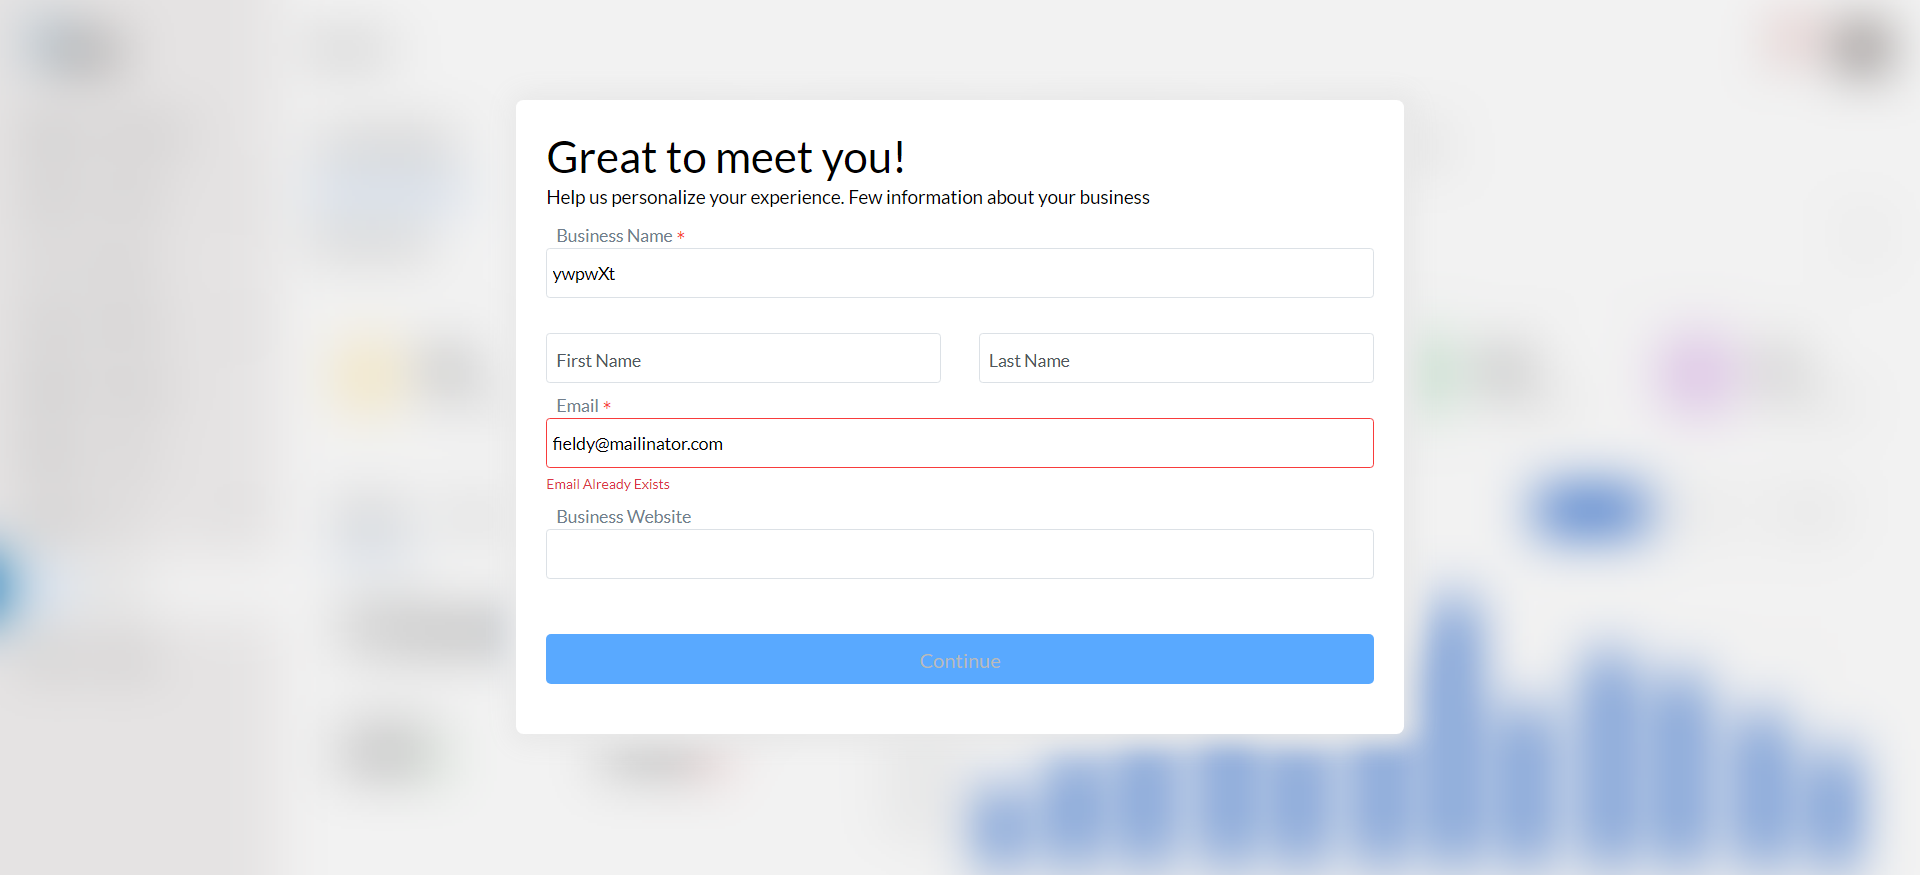 Great to meet you!
Help us personalize your experience. Few information about your business
Business Name *
ywpwXt
First Name Last Name
Email *
fieldy@mailinator.com
Email Already Exists
Business Website
Continue